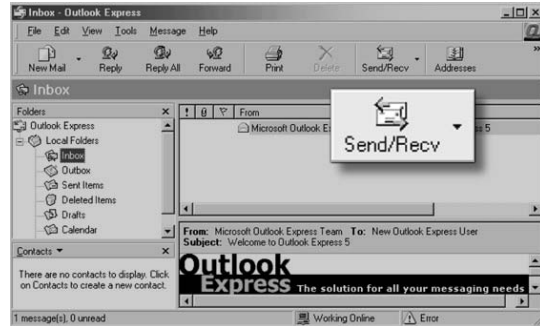 Inbox - Outlook Express
File Edit View Tools Message Help
New Mail Reply Reply All Forward Print Delete Send/Recv Addresses
Inbox
Folders
! From
Outlook Express
Microsoft Outlook E
ss 5
Local Folders
Inbox
Send/Recv
Outbox
Sent Items
Deleted Items
Drafts
Calendar
From: Microsoft Outlook Express Team To: New Outlook Express User
Subject: Welcome to Outlook Express 5
Contacts
There are no contacts to display. Click
on Contacts to create a new contact.
Outlook
Express The solution for all your messaging needs
1 message(s), 0 unread Working Online Error